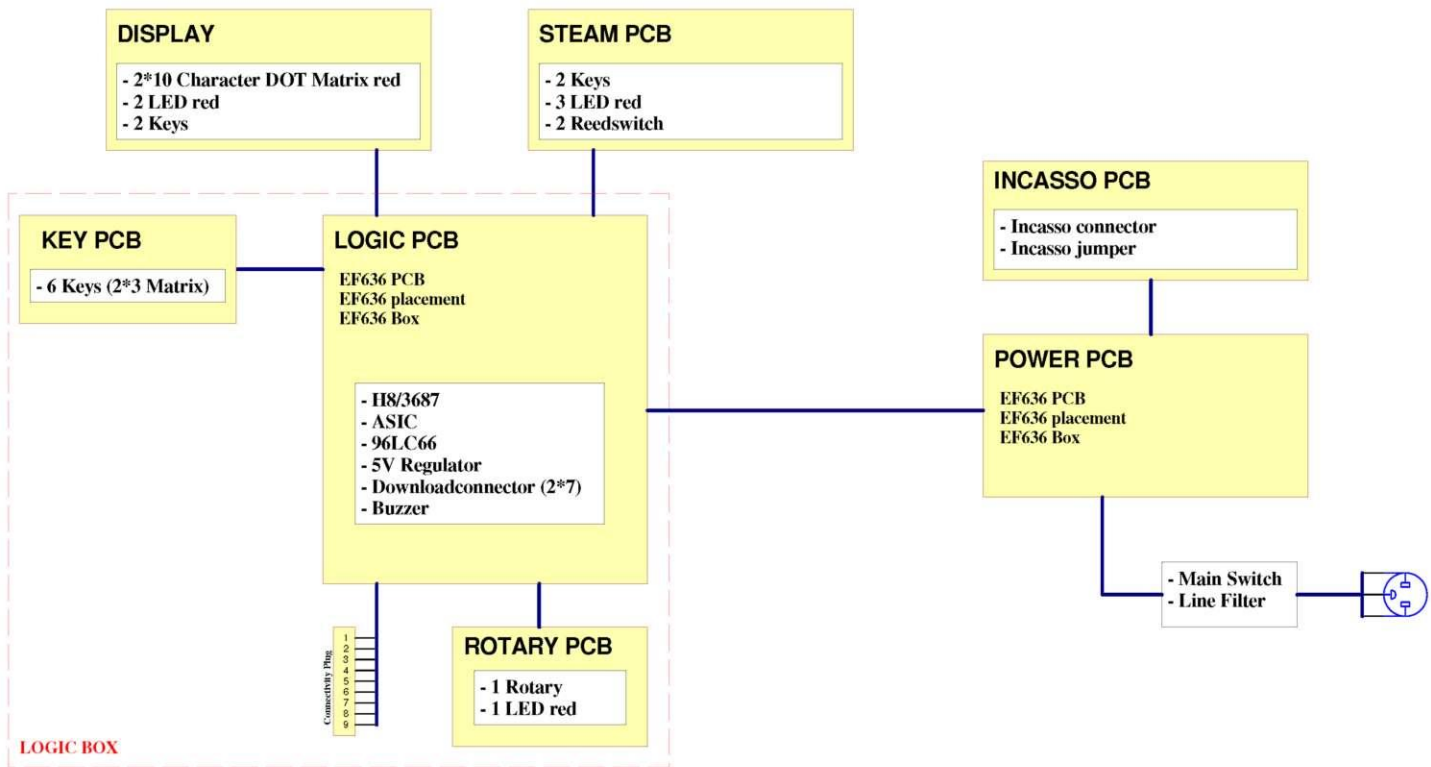 DISPLAY
- 2*10 Character DOT Matrix red
- 2 LED red
- 2 Keys
STEAM PCB
- 2 Keys
- 3 LED red
- 2 Reedswitch
INCASSO PCB
- Incasso connector
- Incasso jumper
KEY PCB
- 6 Keys (2*3 Matrix)
LOGIC PCB
EF636 PCB
EF636 placement
EF636 Box
- H8/3687
- ASIC
- 96LC66
- 5V Regulator
- Downloadconnector (2*7)
- Buzzer
POWER PCB
EF636 PCB
EF636 placement
EF636 Box
- Main Switch
- Line Filter
Connectivity Plug
1
2
3
4
5
6
7
8
9
ROTARY PCB
- 1 Rotary
- 1 LED red
LOGIC BOX